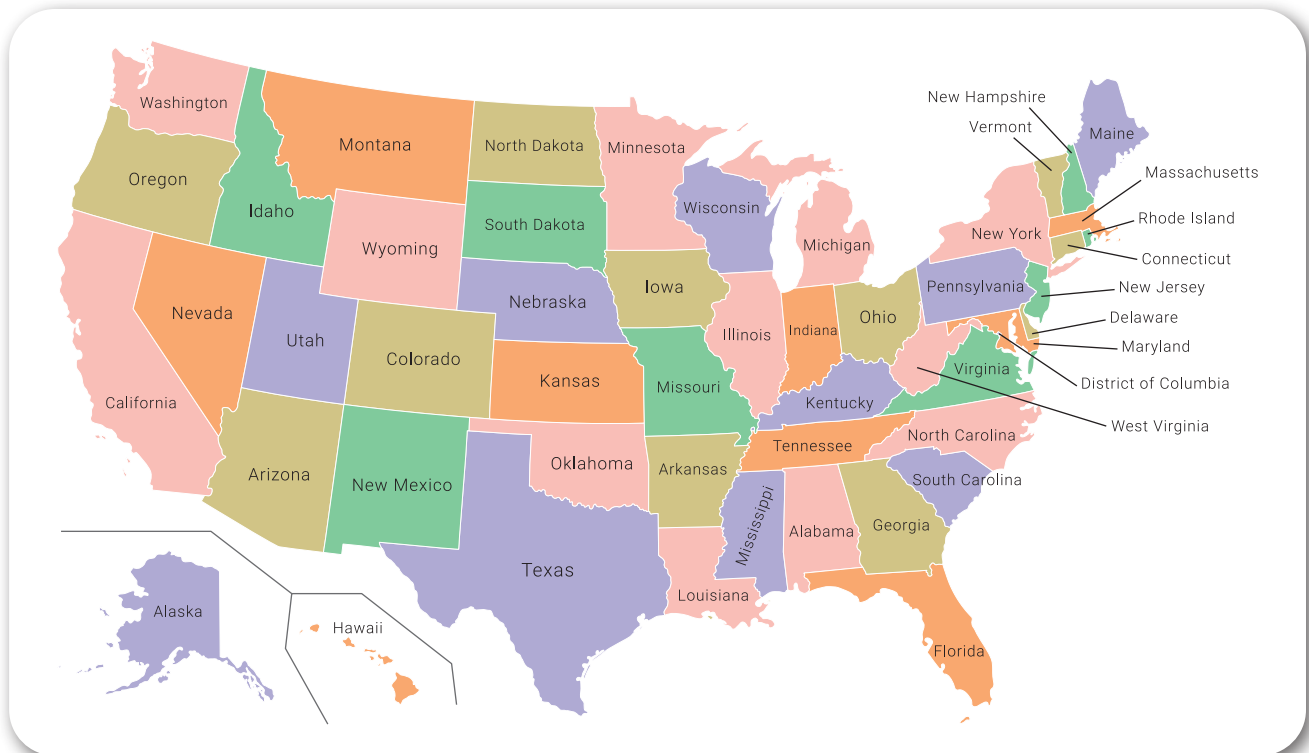 New Hampshire
Vermont
Maine
Washington
Montana
North Dakota
Minnesota
Massachusetts
Oregon
Idaho
South Dakota
Wisconsin
Rhode Island
Wyoming
Michigan
New York
Connecticut
Nevada
Nebraska
Iowa
Pennsylvania
New Jersey
Utah
Colorado
Illinois
Indiana
Ohio
Delaware
Maryland
California
Kansas
Missouri
Kentucky
Virginia
District of Columbia
West Virginia
Arizona
New Mexico
Oklahoma
Arkansas
Tennessee
North Carolina
South Carolina
Texas
Mississippi
Alabama
Georgia
Louisiana
Alaska
Hawaii
Florida